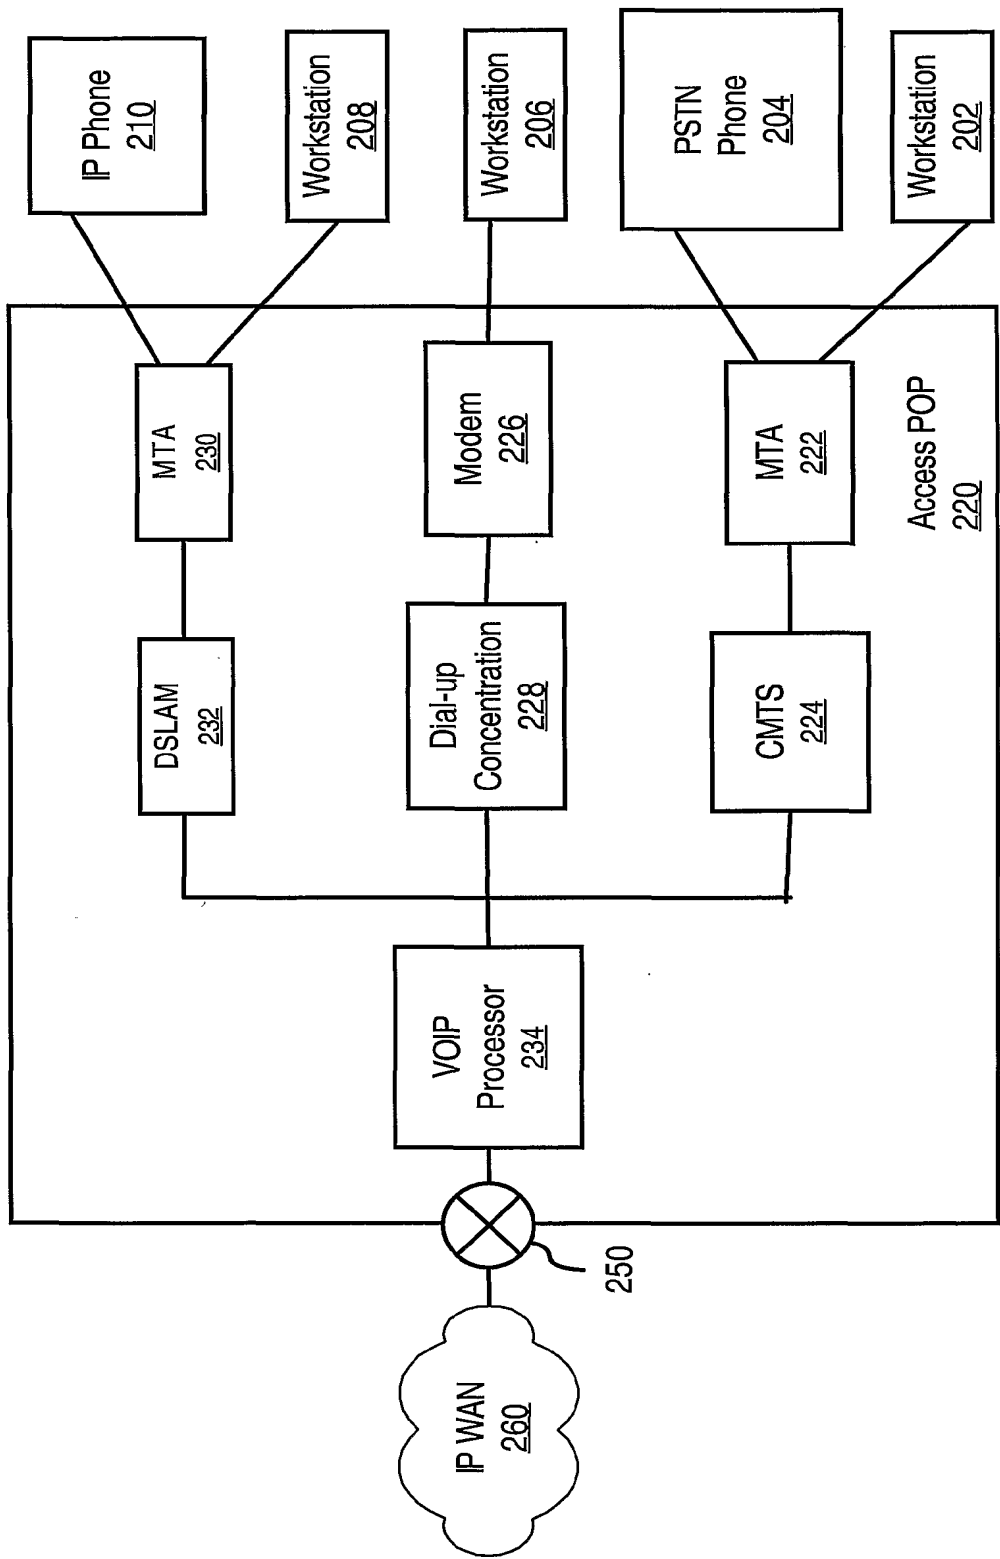 IP Phone
210
Workstation
208
Workstation
206
PSTN
Phone
204
Workstation
202
MTA
230
Modem
226
MTA
222
Access POP
220
DSLAM
232
Dial-up
Concentration
228
CMTS
224
VOIP
Processor
234
250
IP WAN
260